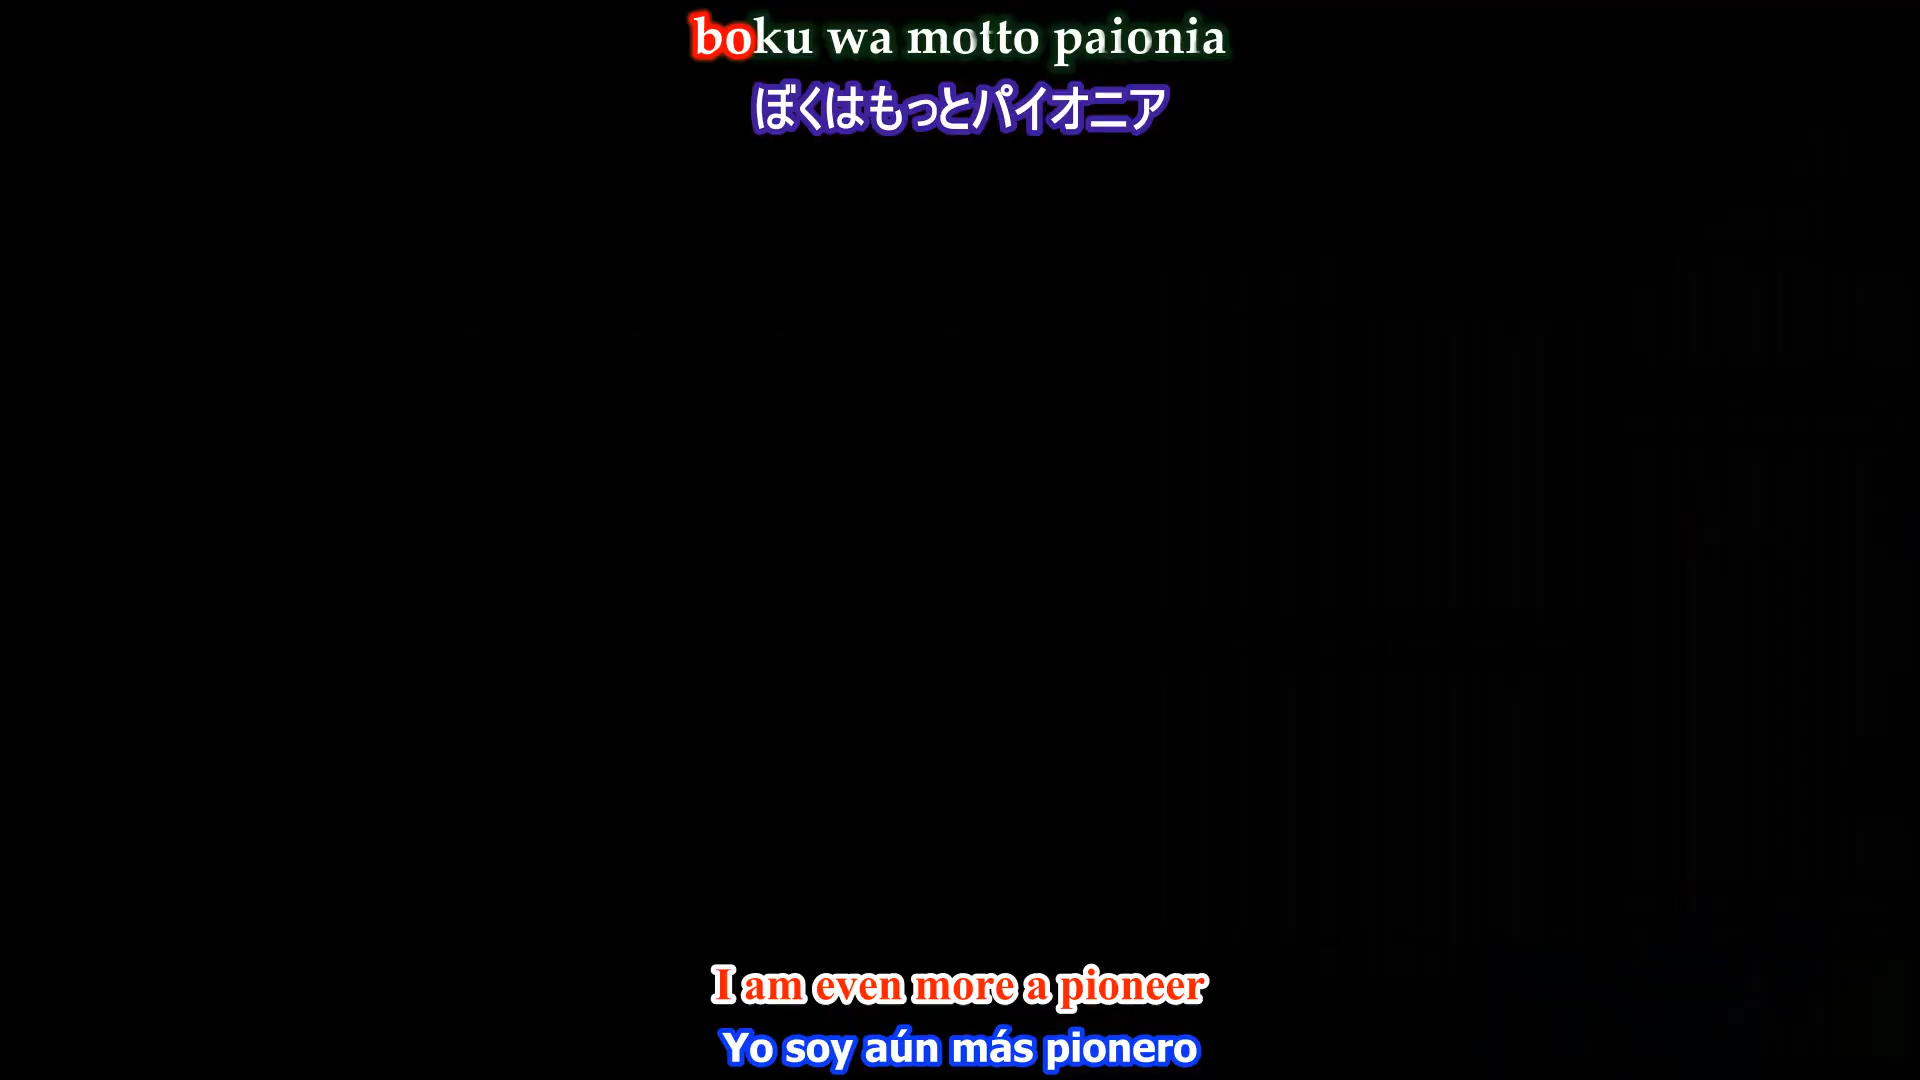 boku wa motto paionia
ぼくはもっとパイオニア
I am even more a pioneer
Yo soy aún más pionero